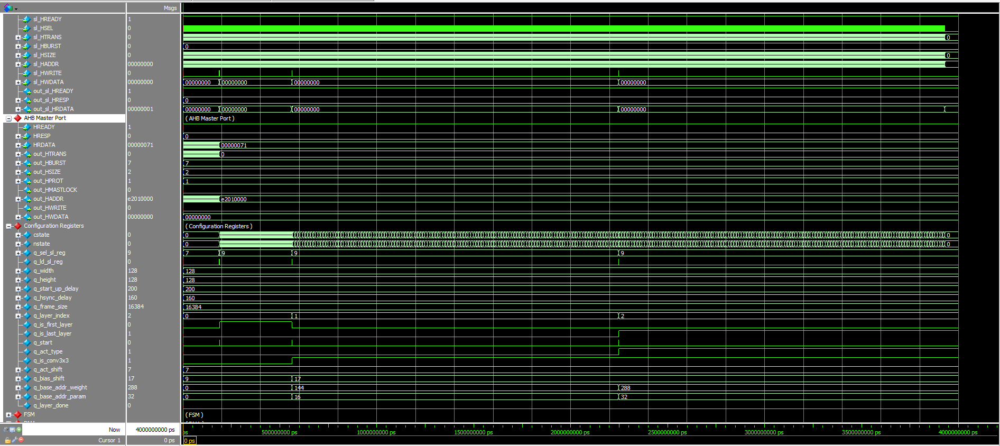 Msgs
sl_HREADY 1
sl_HSEL 0
sl_HTRANS 0 0
sl_HBURST 0 0
sl_HSIZE 0 0
sl_HADDR 00000000
sl_HWRITE 0
sl_HWDATA 00000000 00000000 00000000 00000000 00000000
out_sl_HREADY 1
out_sl_HRESP 0 0
out_sl_HRDATA 00000001 00000000 00000000 00000000 00000000
AHB Master Port ( AHB Master Port )
HREADY 1
HRESP 0 0
HRDATA 00000071 00000071
out_HTRANS 0 0
out_HBURST 7 7
out_HSIZE 2 2
out_HPROT 1 1
out_HMASTLOCK 0
out_HADDR e2010000 e2010000
out_HWRITE 0
out_HWDATA 00000000 00000000
Configuration Registers ( Configuration Registers )
cstate 0 0 0
nstate 0 0 0
q_sel_sl_reg 9 7 9 9 9
q_ld_sl_reg 0
q_width 128 128
q_height 128 128
q_start_up_delay 200 200
q_hsync_delay 160 160
q_frame_size 16384 16384
q_layer_index 2 0 1 2
q_is_first_layer 0
q_is_last_layer 1
q_start 0
q_act_type 1
q_is_conv3x3 1
q_act_shift 7 7
q_bias_shift 17 9 17
q_base_addr_weight 288 0 144 288
q_base_addr_param 32 0 16 32
q_layer_done 0
FSM ( FSM )
Now 4000000000 ps ps 500000000 ps 1000000000 ps 1500000000 ps 2000000000 ps 2500000000 ps 3000000000 ps 3500000000 ps 4000000000 ps
Cursor 1 0 ps 0 ps